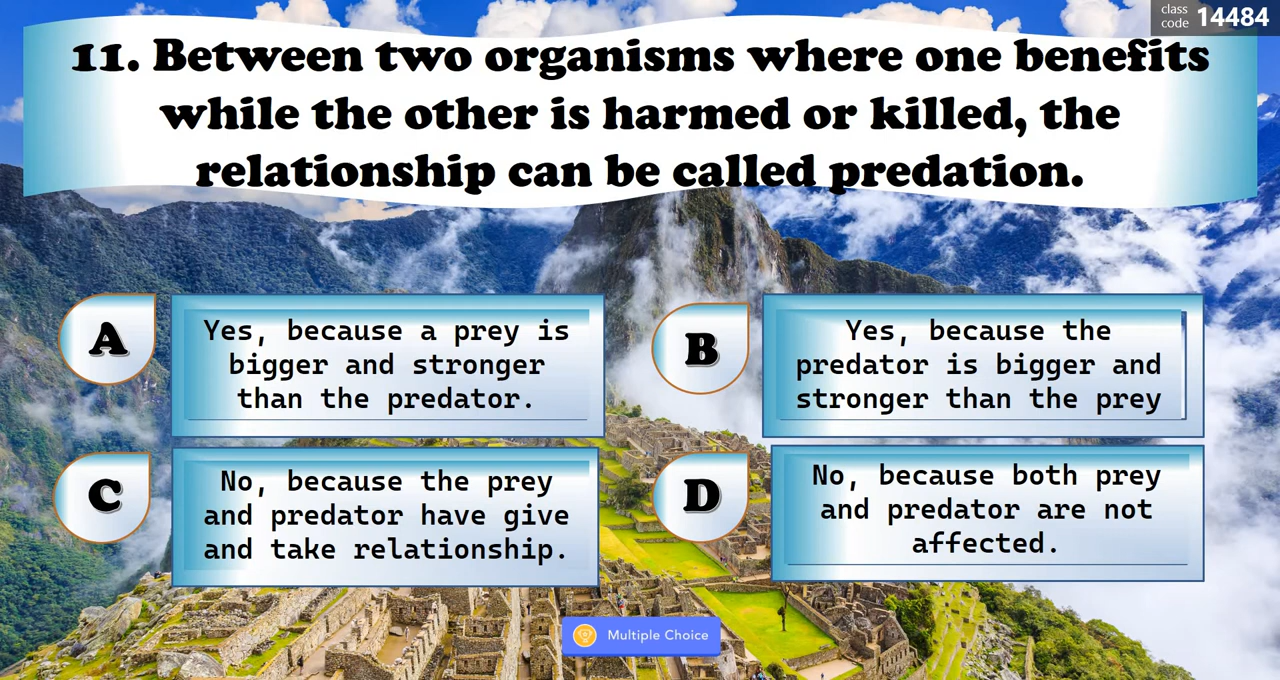 class
code 14484
11. Between two organisms where one benefits
while the other is harmed or killed, the
relationship can be called predation.
A
Yes, because a prey is
bigger and stronger
than the predator.
B
Yes, because the
predator is bigger and
stronger than the prey
C
No, because the prey
and predator have give
and take relationship.
D
No, because both prey
and predator are not
affected.
Multiple Choice